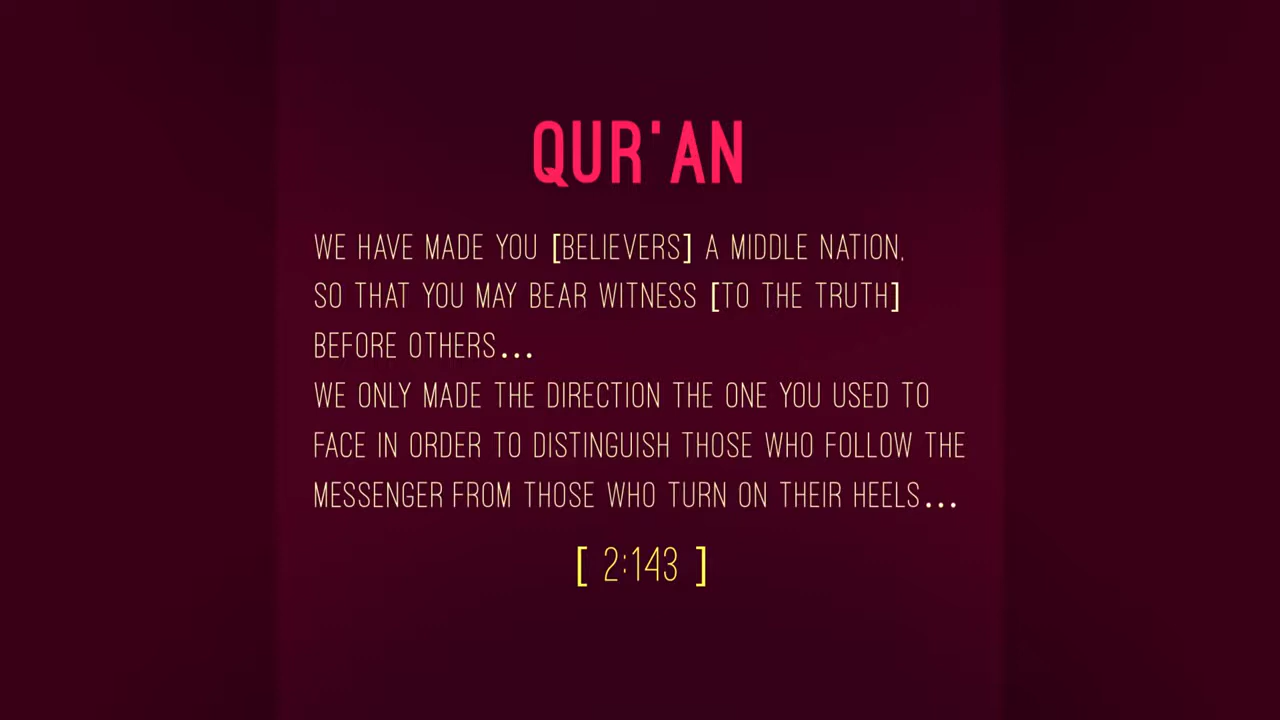 QUR'AN
WE HAVE MADE YOU [BELIEVERS] A MIDDLE NATION,
SO THAT YOU MAY BEAR WITNESS [TO THE TRUTH]
BEFORE OTHERS...
WE ONLY MADE THE DIRECTION THE ONE YOU USED TO
FACE IN ORDER TO DISTINGUISH THOSE WHO FOLLOW THE
MESSENGER FROM THOSE WHO TURN ON THEIR HEELS...
[ 2:143 ]